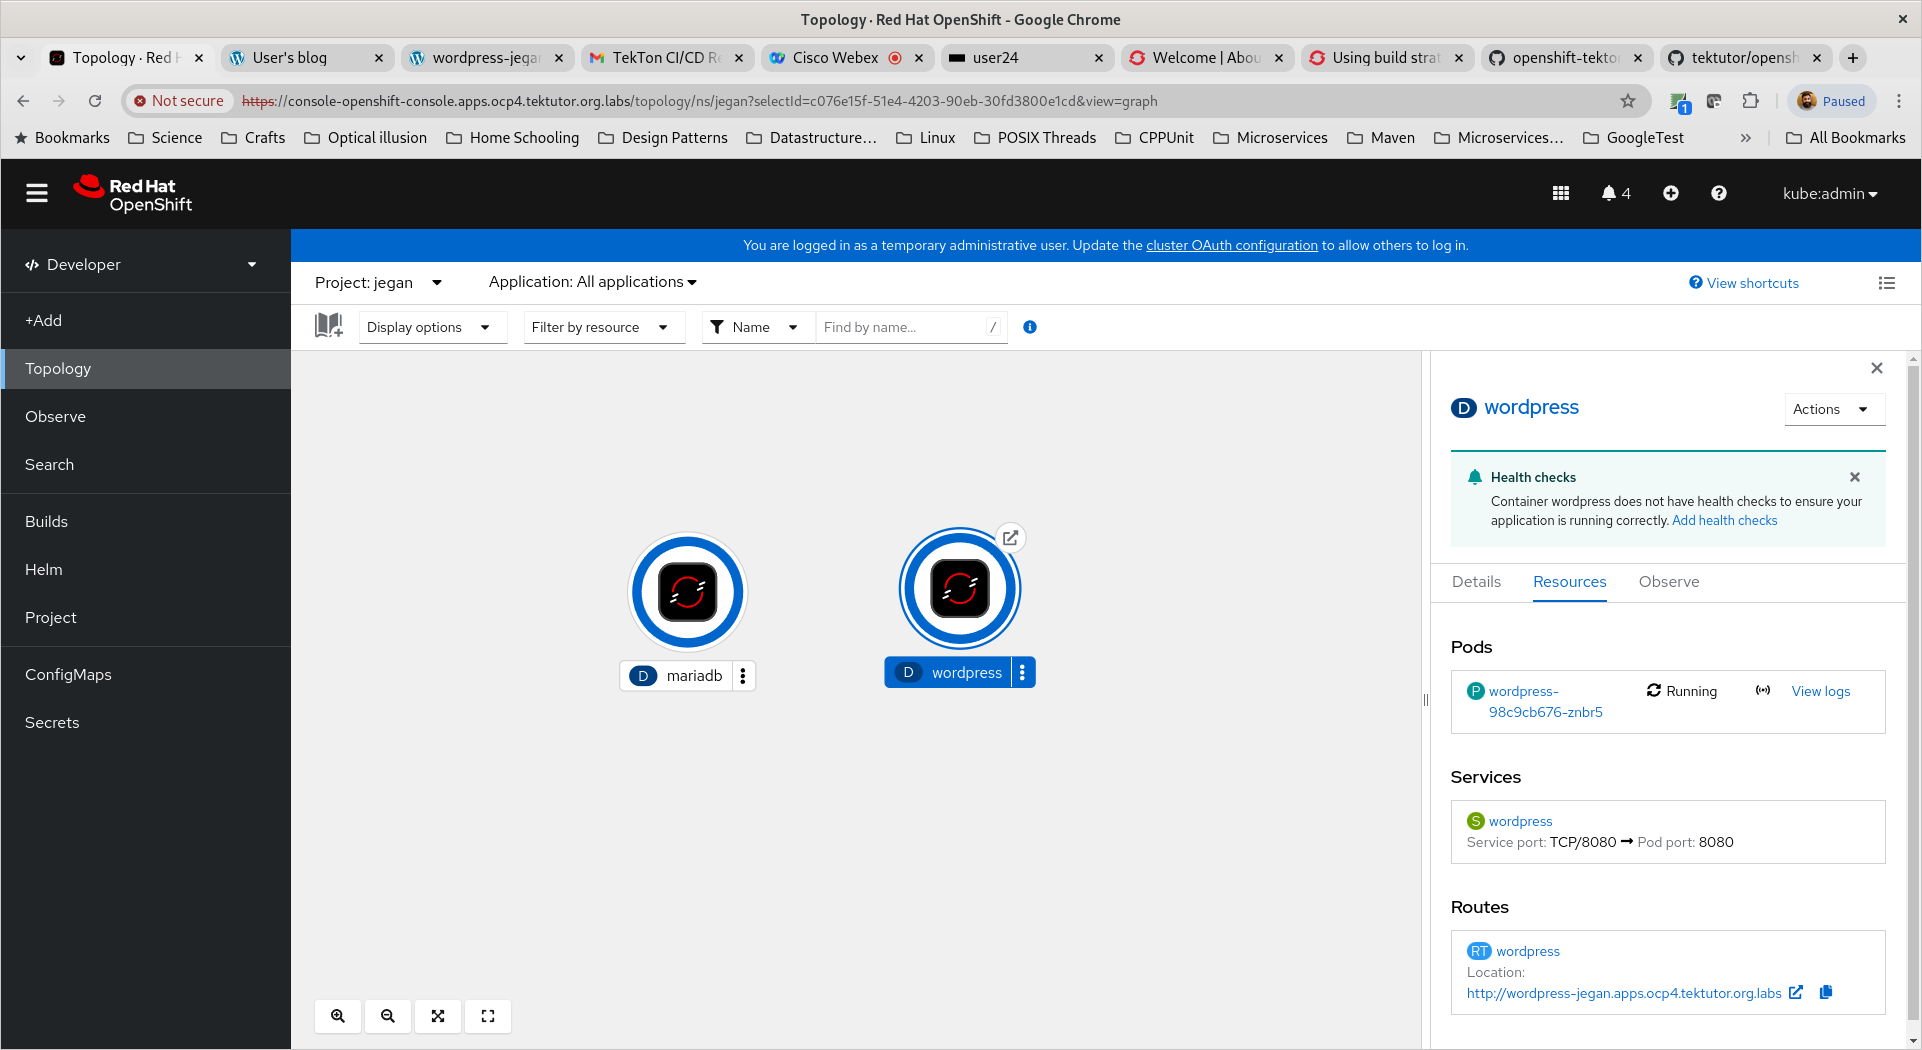 Topology · Red Hat OpenShift - Google Chrome
Topology · Red H
User's blog
wordpress-jegan
TekTon CI/CD Re
Cisco Webex
user24
Welcome | Abou
Using build strat
openshift-tekton
tektutor/opensh
Not secure
https://console-openshift-console.apps.ocp4.tektutor.org.labs/topology/ns/jegan?selectId=c076e15f-51e4-4203-90eb-30fd3800e1cd&view=graph
1
Paused
Bookmarks
Science
Crafts
Optical illusion
Home Schooling
Design Patterns
Datastructure...
Linux
POSIX Threads
CPPUnit
Microservices
Maven
Microservices...
GoogleTest
»
All Bookmarks
Red Hat
OpenShift
4
kube:admin
You are logged in as a temporary administrative user. Update the cluster OAuth configuration to allow others to log in.
Developer
+Add
Topology
Observe
Search
Builds
Helm
Project
ConfigMaps
Secrets
Project: jegan
Application: All applications
View shortcuts
Display options
Filter by resource
Name
Find by name...
/
D mariadb
D wordpress
D wordpress
Actions
Health checks
Container wordpress does not have health checks to ensure your
application is running correctly. Add health checks
Details
Resources
Observe
Pods
P wordpress-
98c9cb676-znbr5
Running
View logs
Services
S wordpress
Service port: TCP/8080 ➞ Pod port: 8080
Routes
RT wordpress
Location:
http://wordpress-jegan.apps.ocp4.tektutor.org.labs